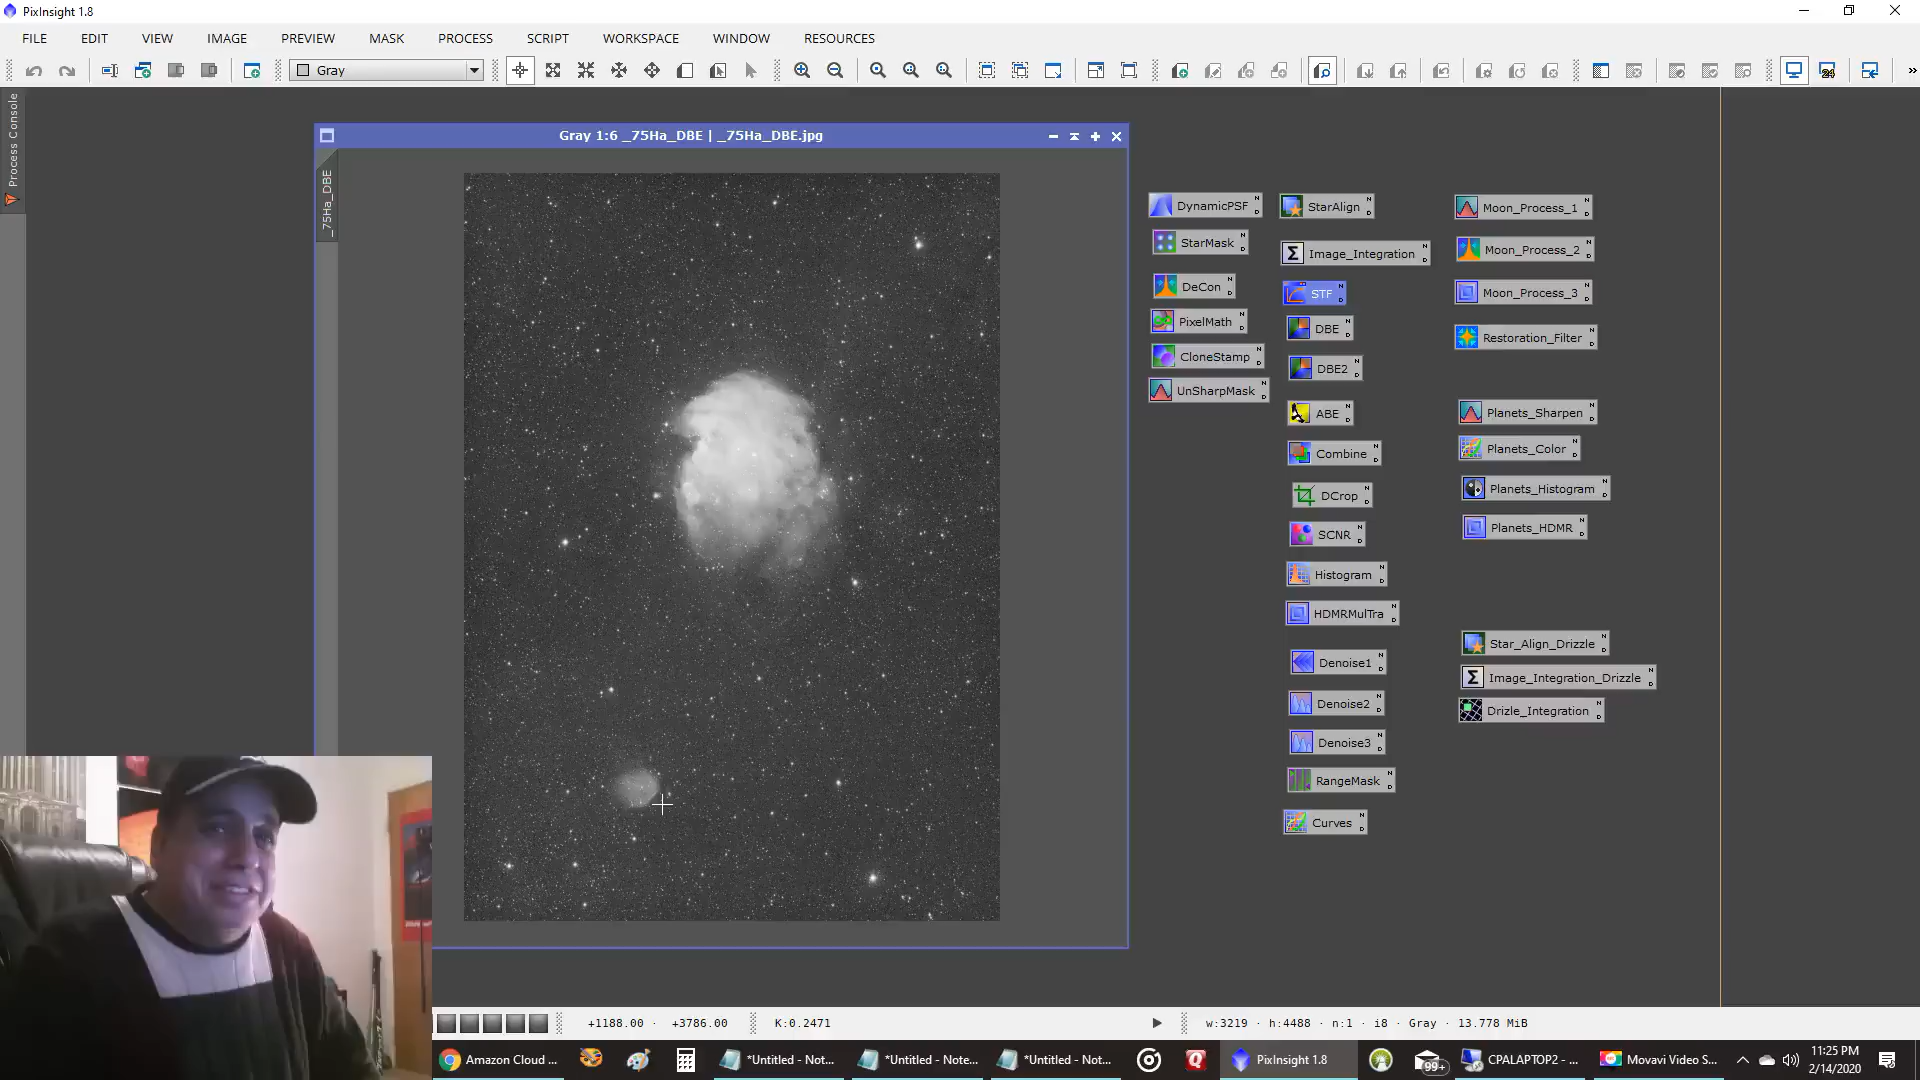 PixInsight 1.8
FILE EDIT VIEW IMAGE PREVIEW MASK PROCESS SCRIPT WORKSPACE WINDOW RESOURCES
Gray
24
Process Console
Gray 1:6 _75Ha_DBE | _75Ha_DBE.jpg
_75Ha_DBE
DynamicPSF
StarMask
DeCon
PixelMath
CloneStamp
UnSharpMask
StarAlign
Image_Integration
STF
DBE
DBE2
ABE
Combine
DCrop
SCNR
Histogram
HDMRMulTra
Denoise1
Denoise2
Denoise3
RangeMask
Curves
Moon_Process_1
Moon_Process_2
Moon_Process_3
Restoration_Filter
Planets_Sharpen
Planets_Color
Planets_Histogram
Planets_HDMR
Star_Align_Drizzle
Image_Integration_Drizzle
Drizle_Integration
+1188.00 · +3786.00 K:0.2471 w:3219 · h:4488 · n:1 · i8 · Gray · 13.778 MiB
Amazon Cloud ... *Untitled - Not... *Untitled - Note... *Untitled - No... PixInsight 1.8 99+ CPALAPTOP2 - ... Movavi Video S...
11:25 PM
2/14/2020